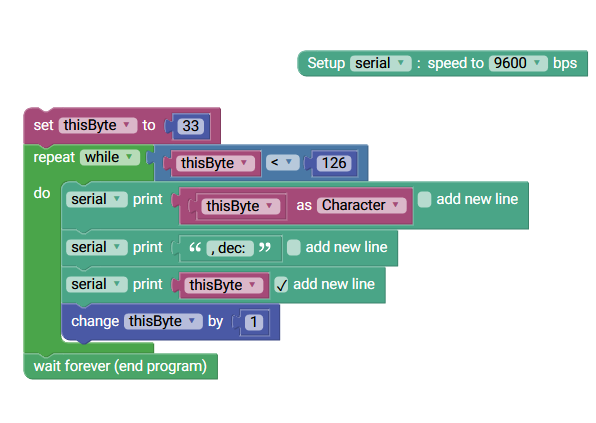 Setup serial : speed to 9600 bps
set thisByte to 33
repeat while thisByte < 126
do serial print thisByte as Character add new line
serial print “ , dec: ” add new line
serial print thisByte ✓ add new line
change thisByte by 1
wait forever (end program)